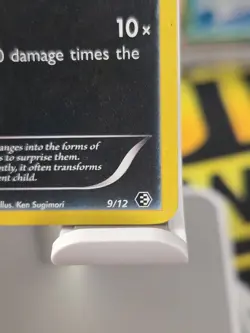 10×
damage times the
anges into the forms of
s to surprise them.
ntly, it often transforms
nt child.
llus. Ken Sugimori
9/12